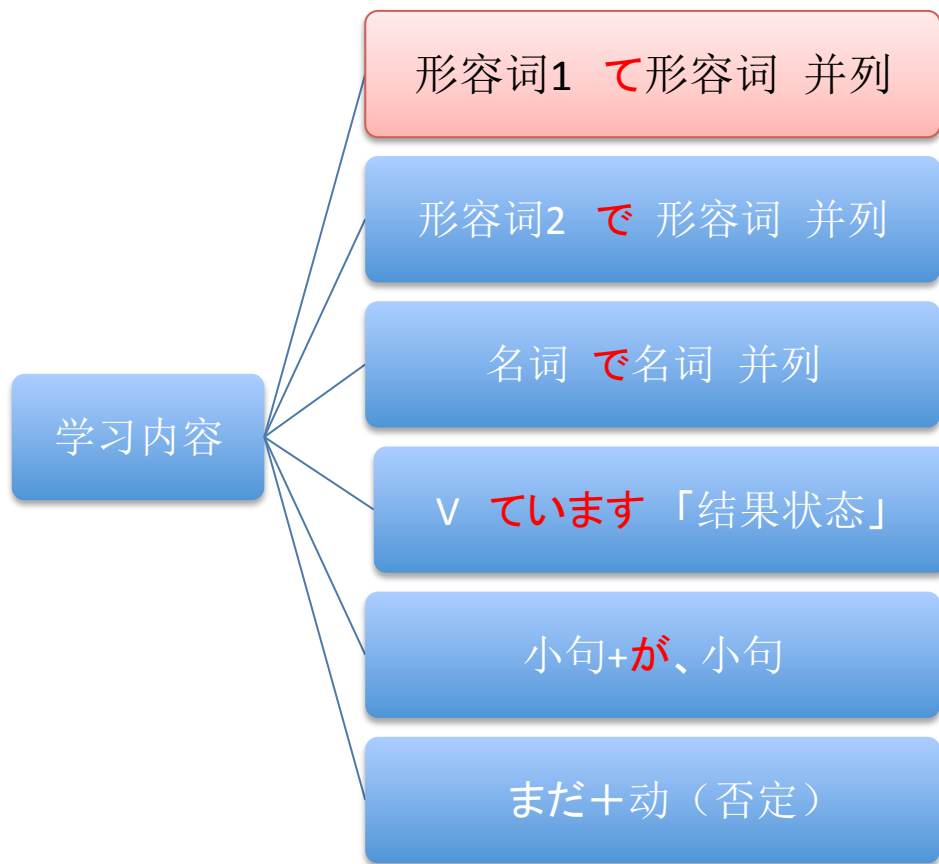 形容词1 て形容词 并列
形容词2 で 形容词 并列
名词 で名词 并列
学习内容
V ています「结果状态」
小句+が、小句
まだ＋动（否定）